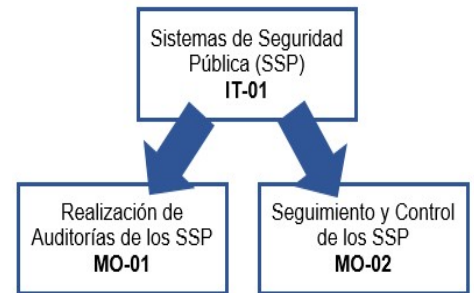 Sistemas de Seguridad
Pública (SSP)
IT-01
Realización de
Auditorías de los SSP
MO-01
Seguimiento y Control
de los SSP
MO-02